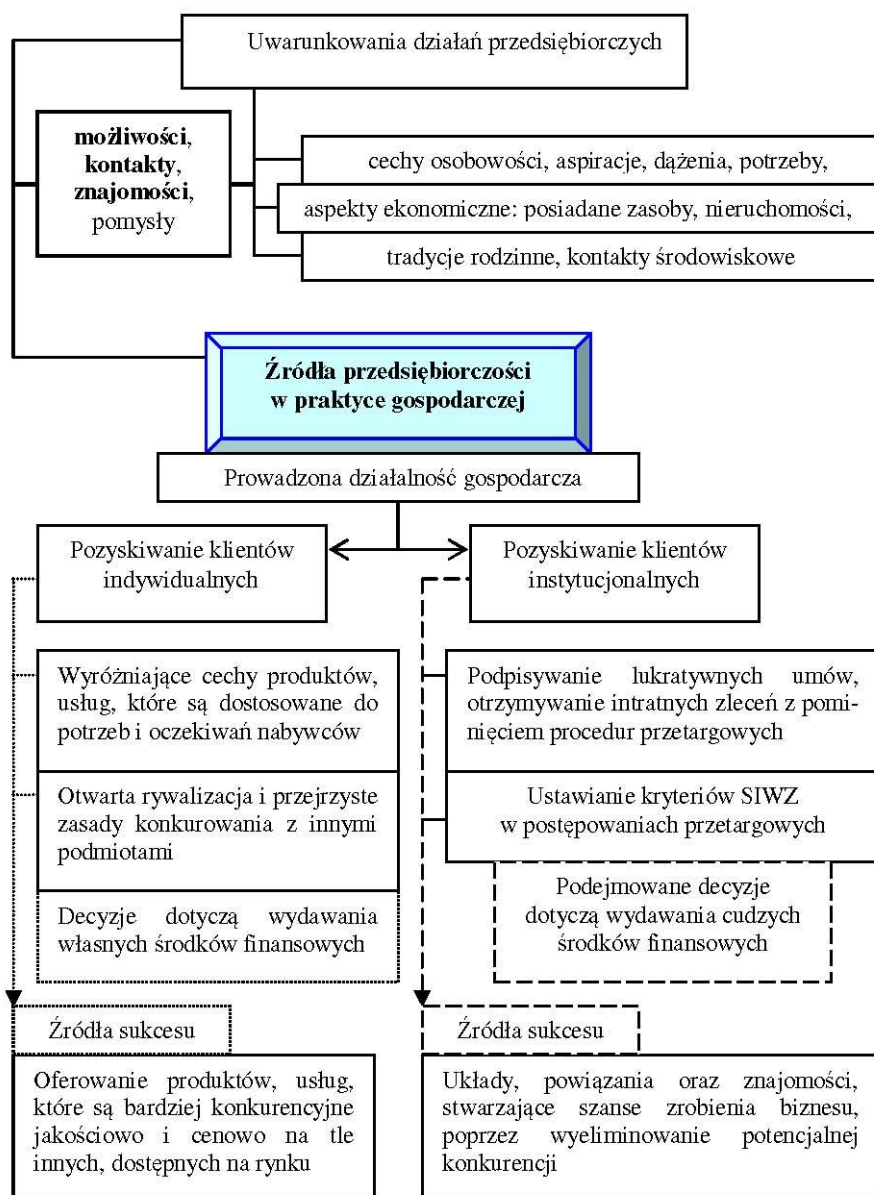 Uwarunkowania działań przedsiębiorczych
możliwości,
kontakty,
znajomości,
pomysły
cechy osobowości, aspiracje, dążenia, potrzeby,
aspekty ekonomiczne: posiadane zasoby, nieruchomości,
tradycje rodzinne, kontakty środowiskowe
Źródła przedsiębiorczości
w praktyce gospodarczej
Prowadzona działalność gospodarcza
Pozyskiwanie klientów
indywidualnych
Pozyskiwanie klientów
instytucjonalnych
Wyróżniające cechy produktów,
usług, które są dostosowane do
potrzeb i oczekiwań nabywców
Podpisywanie lukratywnych umów,
otrzymywanie intratnych zleceń z pomi-
nięciem procedur przetargowych
Otwarta rywalizacja i przejrzyste
zasady konkurowania z innymi
podmiotami
Ustawianie kryteriów SIWZ
w postępowaniach przetargowych
Decyzje dotyczą wydawania
własnych środków finansowych
Podejmowane decyzje
dotyczą wydawania cudzych
środków finansowych
Źródła sukcesu
Źródła sukcesu
Oferowanie produktów, usług,
które są bardziej konkurencyjne
jakościowo i cenowo na tle
innych, dostępnych na rynku
Układy, powiązania oraz znajomości,
stwarzające szanse zrobienia biznesu,
poprzez wyeliminowanie potencjalnej
konkurencji